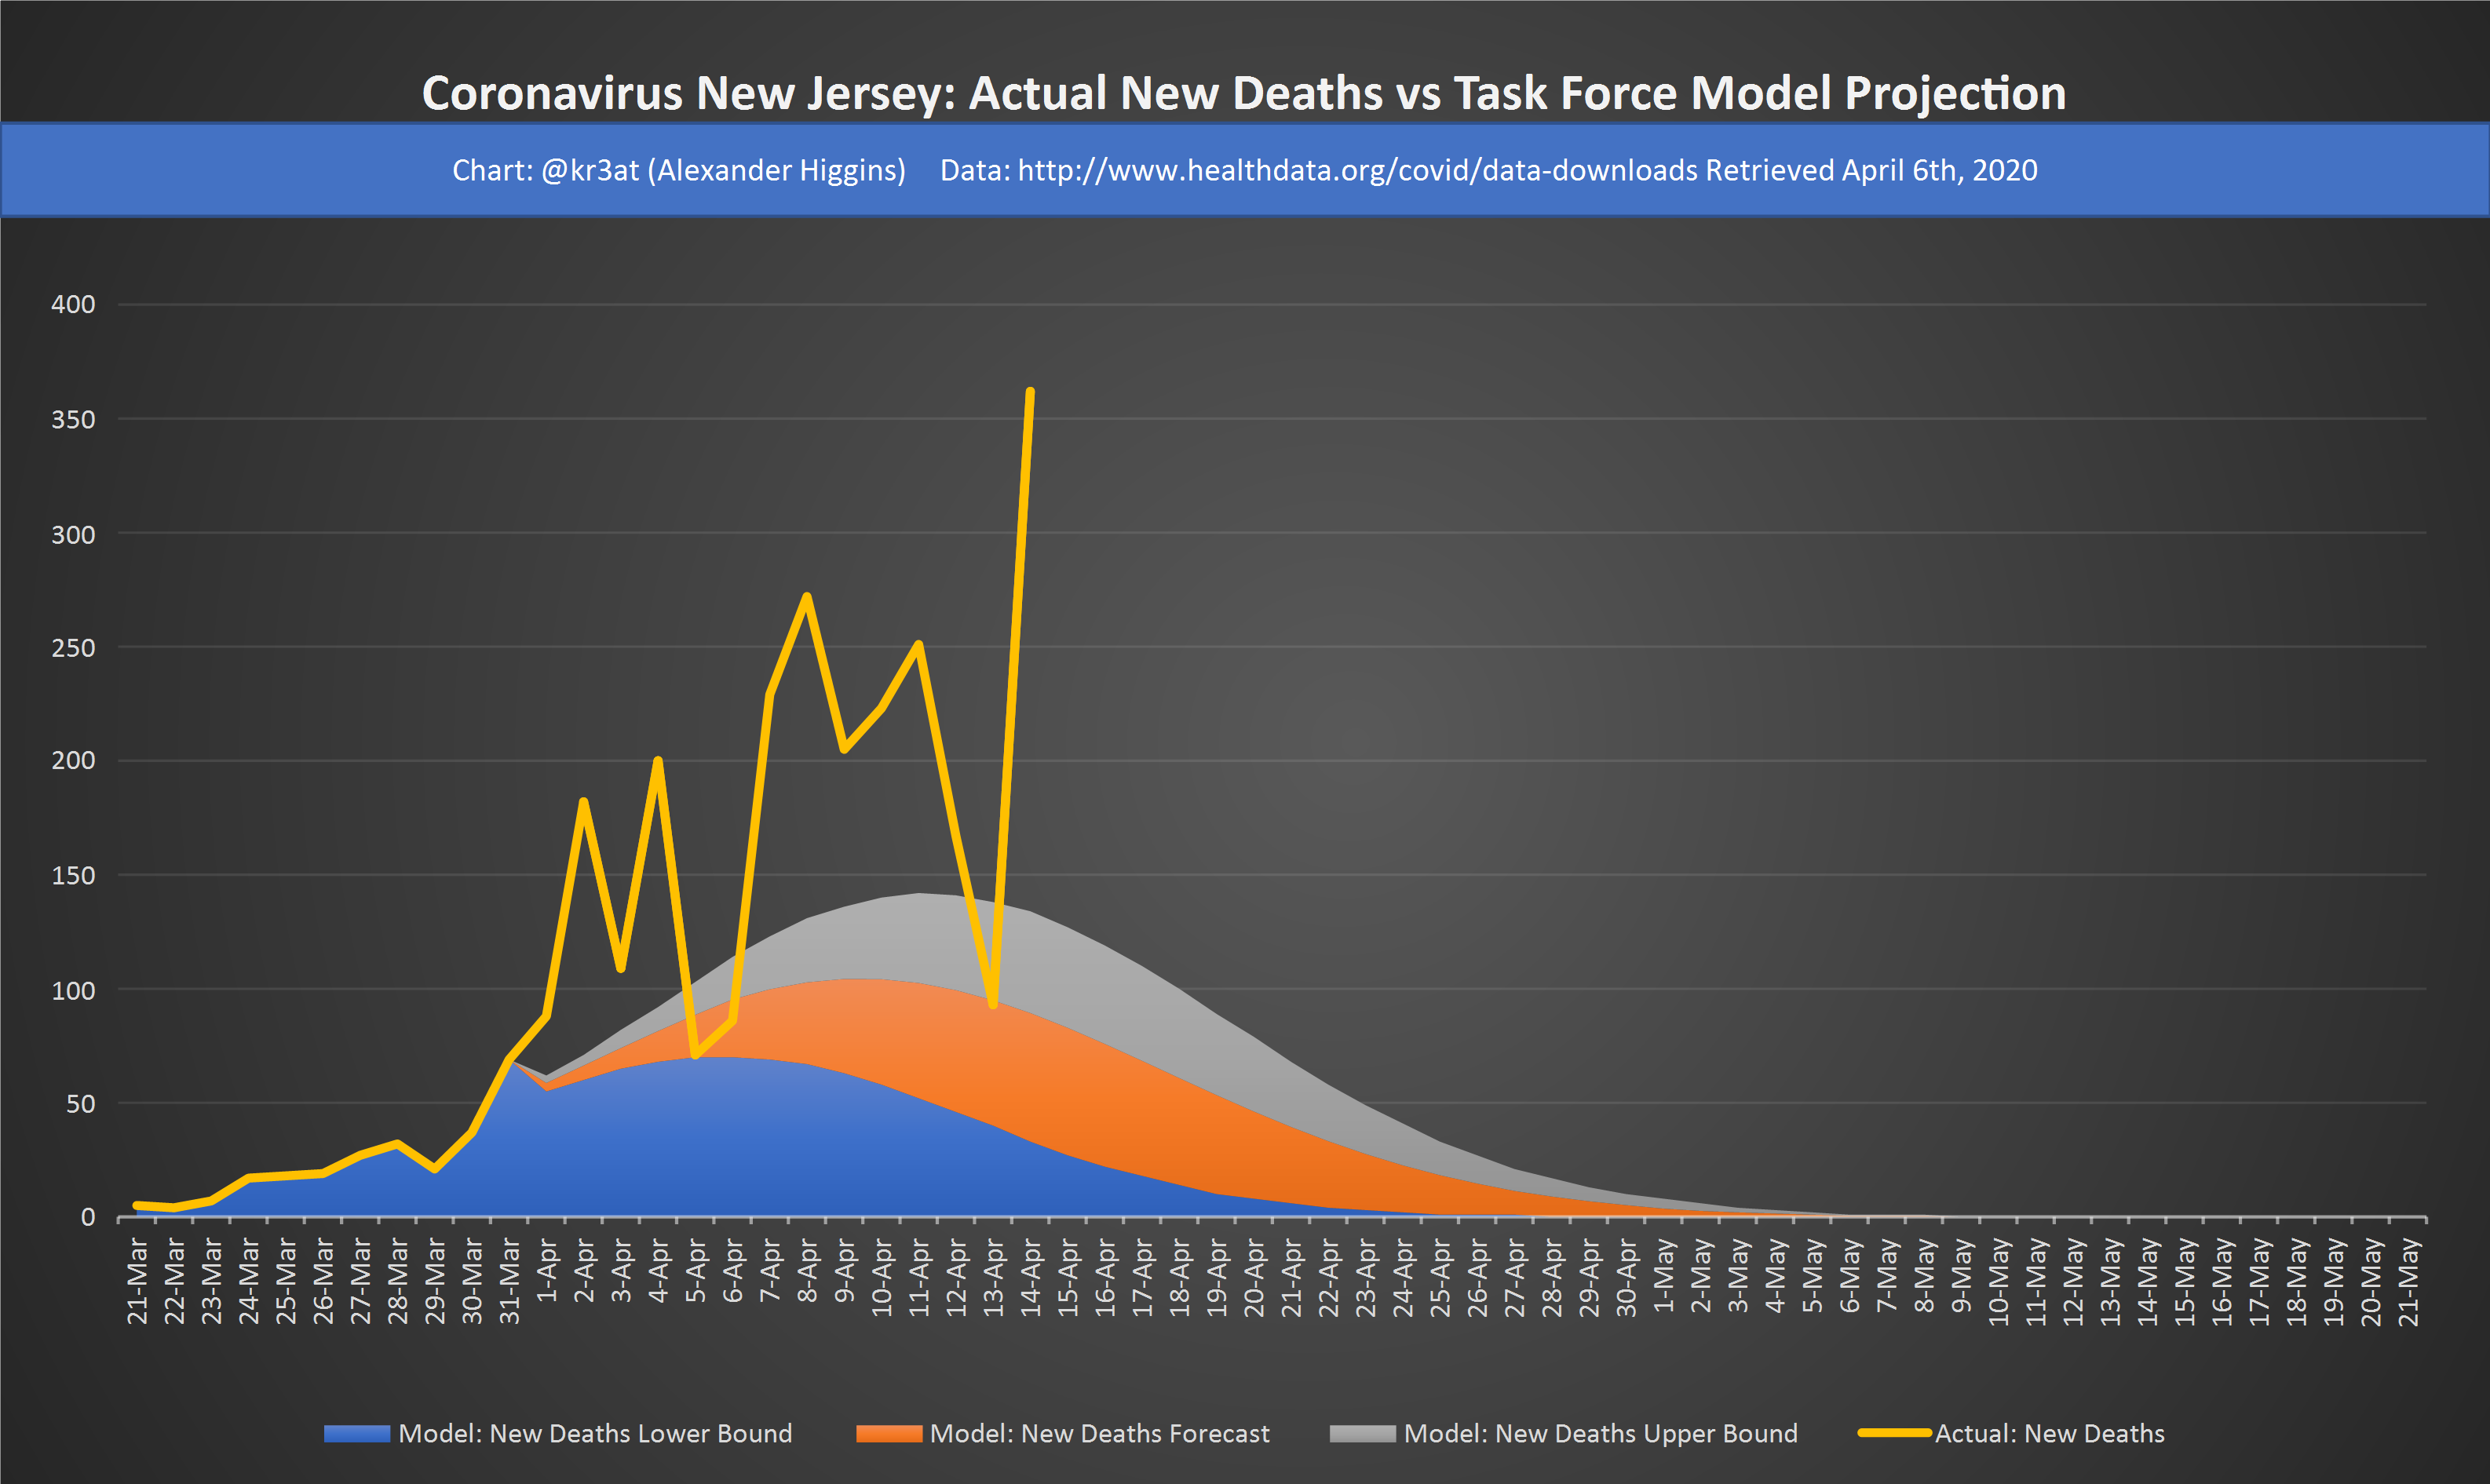 Coronavirus New Jersey: Actual New Deaths vs Task Force Model Projection
Chart: @kr3at (Alexander Higgins) Data: http://www.healthdata.org/covid/data-downloads Retrieved April 6th, 2020
400
350
300
250
200
150
100
50
0
21-Mar
22-Mar
23-Mar
24-Mar
25-Mar
26-Mar
27-Mar
28-Mar
29-Mar
30-Mar
31-Mar
1-Apr
2-Apr
3-Apr
4-Apr
5-Apr
6-Apr
7-Apr
8-Apr
9-Apr
10-Apr
11-Apr
12-Apr
13-Apr
14-Apr
15-Apr
16-Apr
17-Apr
18-Apr
19-Apr
20-Apr
21-Apr
22-Apr
23-Apr
24-Apr
25-Apr
26-Apr
27-Apr
28-Apr
29-Apr
30-Apr
1-May
2-May
3-May
4-May
5-May
6-May
7-May
8-May
9-May
10-May
11-May
12-May
13-May
14-May
15-May
16-May
17-May
18-May
19-May
20-May
21-May
Model: New Deaths Lower Bound
Model: New Deaths Forecast
Model: New Deaths Upper Bound
Actual: New Deaths